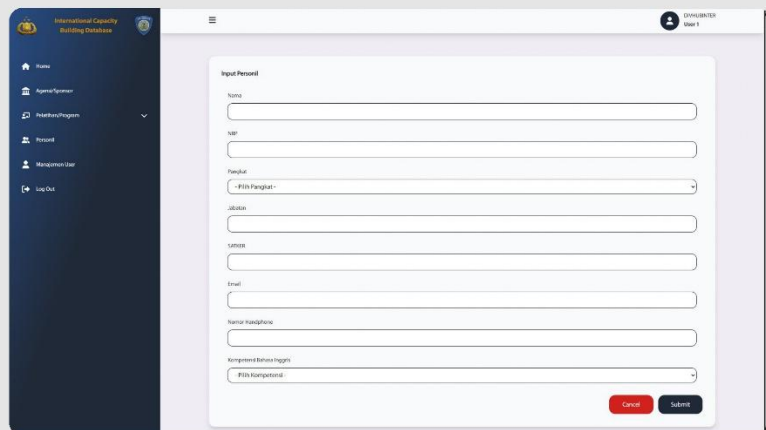 International Capacity
Building Database
DIVHUBINTER
User 1
Home
Agensi/Sponsor
Pelatihan/Program
Personil
Manajemen User
Log Out
Input Personil
Nama
NRP
Pangkat
- Pilih Pangkat -
Jabatan
SATKER
Email
Nomor Handphone
Kompetensi Bahasa Inggris
- Pilih Kompetensi -
Cancel
Submit